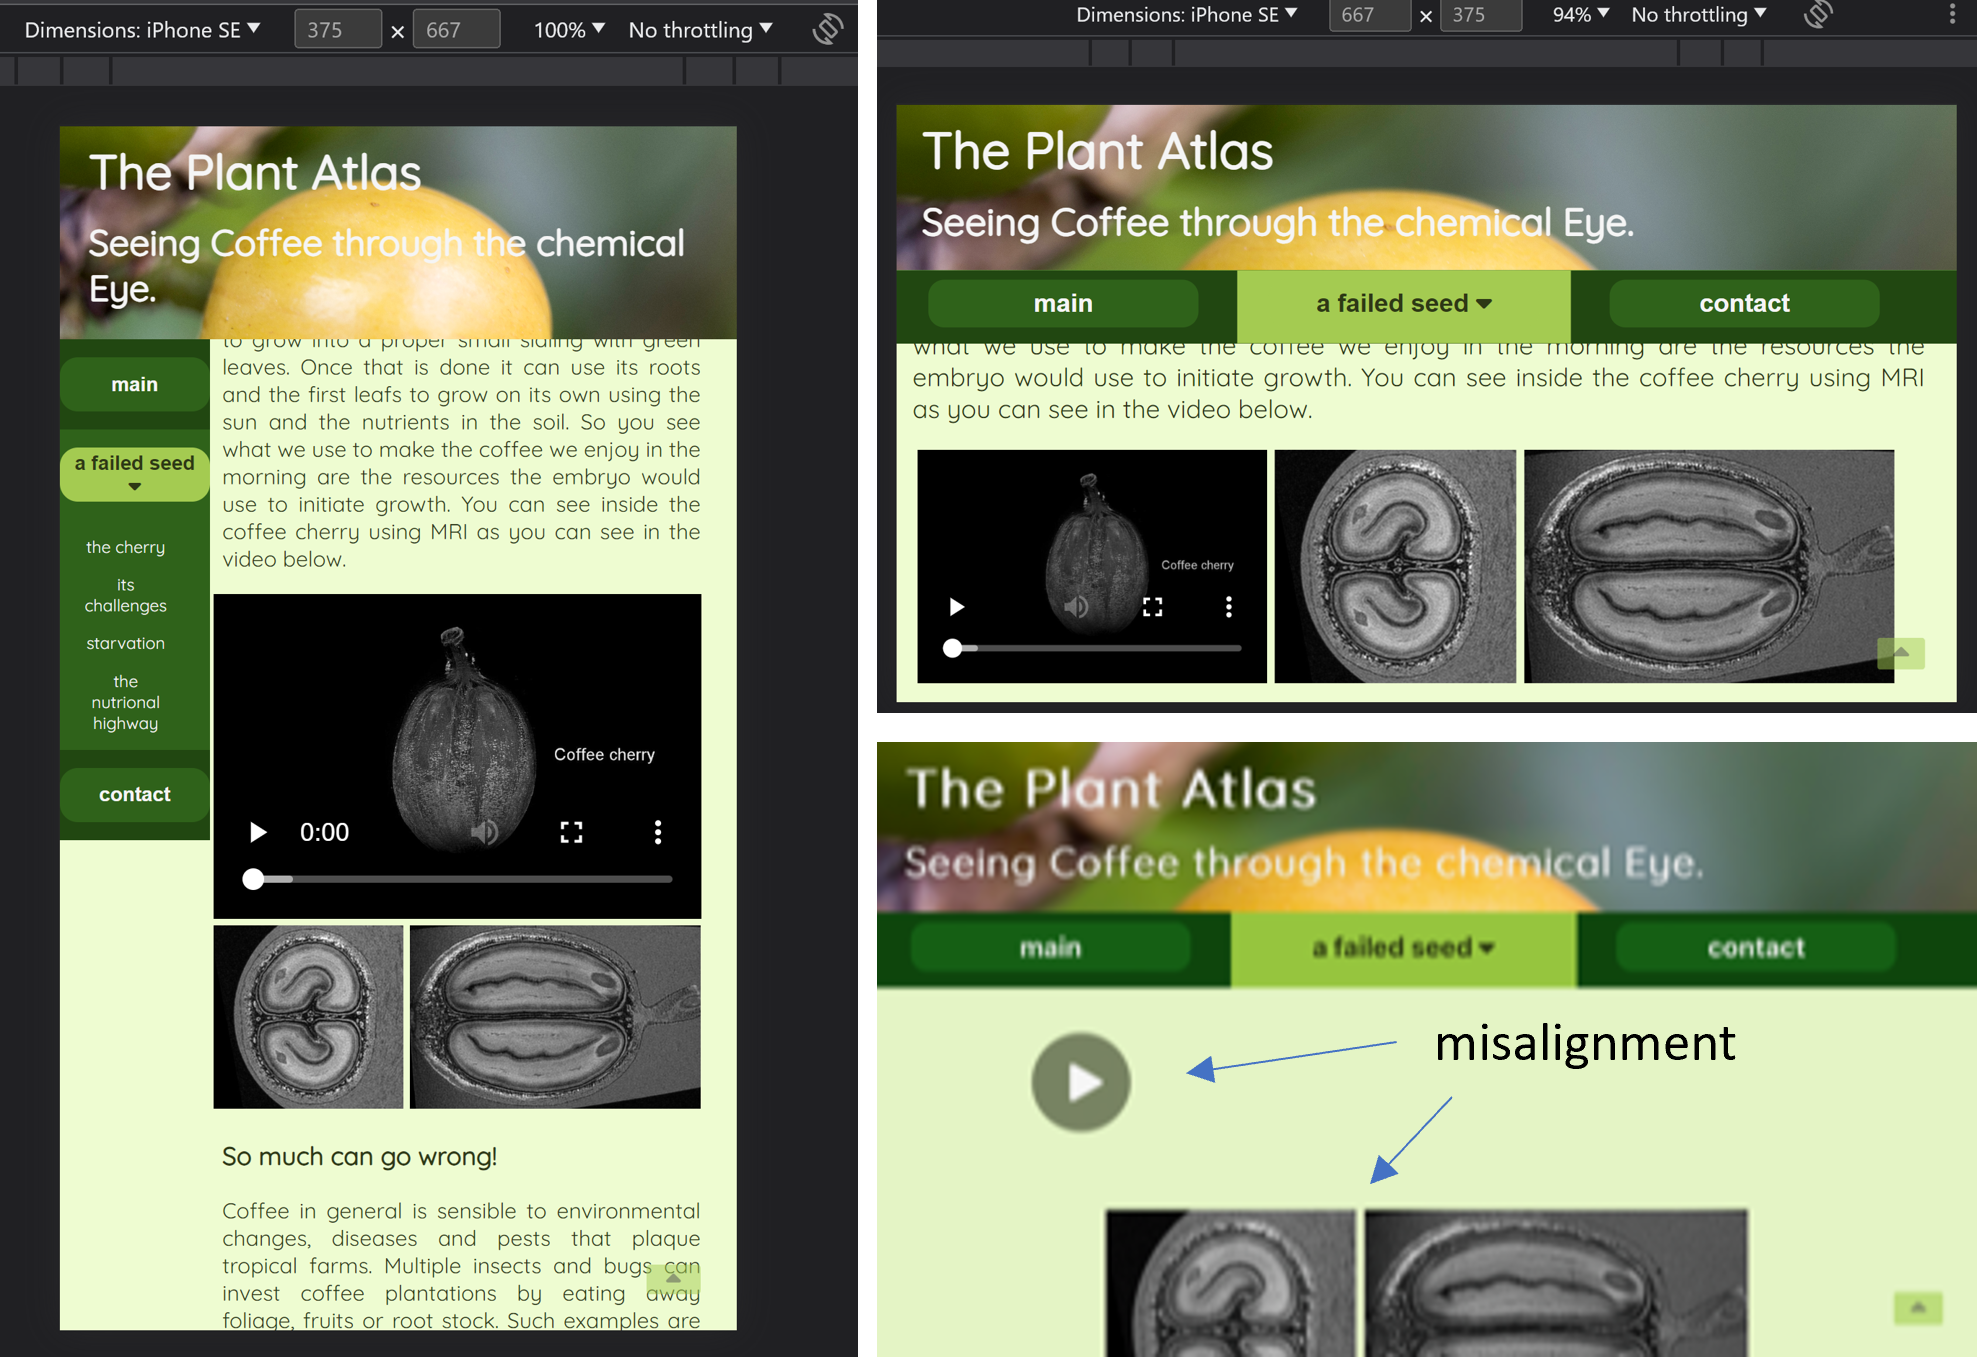 Dimensions: iPhone SE 375 × 667 100% No throttling
The Plant Atlas
Seeing Coffee through the chemical
Eye.
main
a failed seed
the cherry
its
challenges
starvation
the
nutrional
highway
contact
to grow into a proper small sialing with green
leaves. Once that is done it can use its roots
and the first leafs to grow on its own using the
sun and the nutrients in the soil. So you see
what we use to make the coffee we enjoy in the
morning are the resources the embryo would
use to initiate growth. You can see inside the
coffee cherry using MRI as you can see in the
video below.
Coffee cherry
0:00
So much can go wrong!
Coffee in general is sensible to environmental
changes, diseases and pests that plaque
tropical farms. Multiple insects and bugs can
invest coffee plantations by eating away
foliage, fruits or root stock. Such examples are
Dimensions: iPhone SE 667 × 375 94% No throttling
The Plant Atlas
Seeing Coffee through the chemical Eye.
main a failed seed contact
what we use to make the coffee we enjoy in the morning are the resources the
embryo would use to initiate growth. You can see inside the coffee cherry using MRI
as you can see in the video below.
Coffee cherry
The Plant Atlas
Seeing Coffee through the chemical Eye.
main a failed seed contact
misalignment